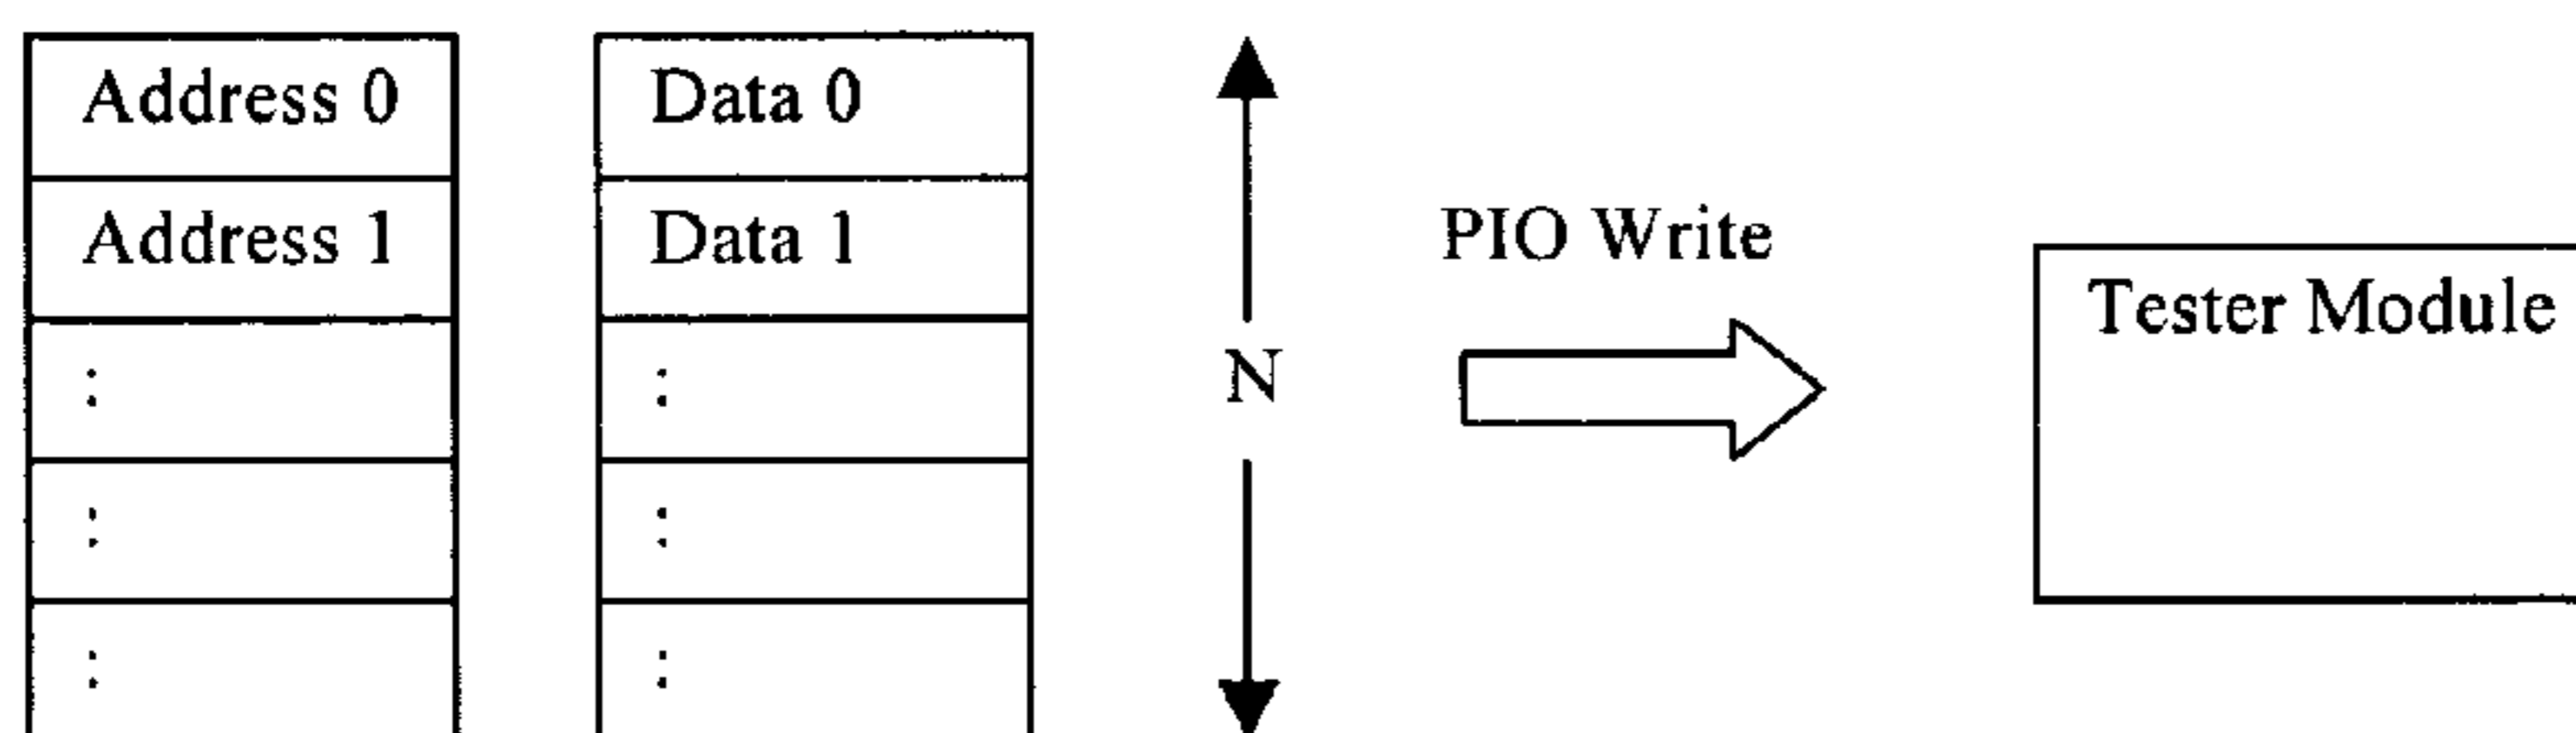 Address 0
Data 0
Address 1
Data 1
PIO Write
Tester Module
:
:
N
:
:
:
: